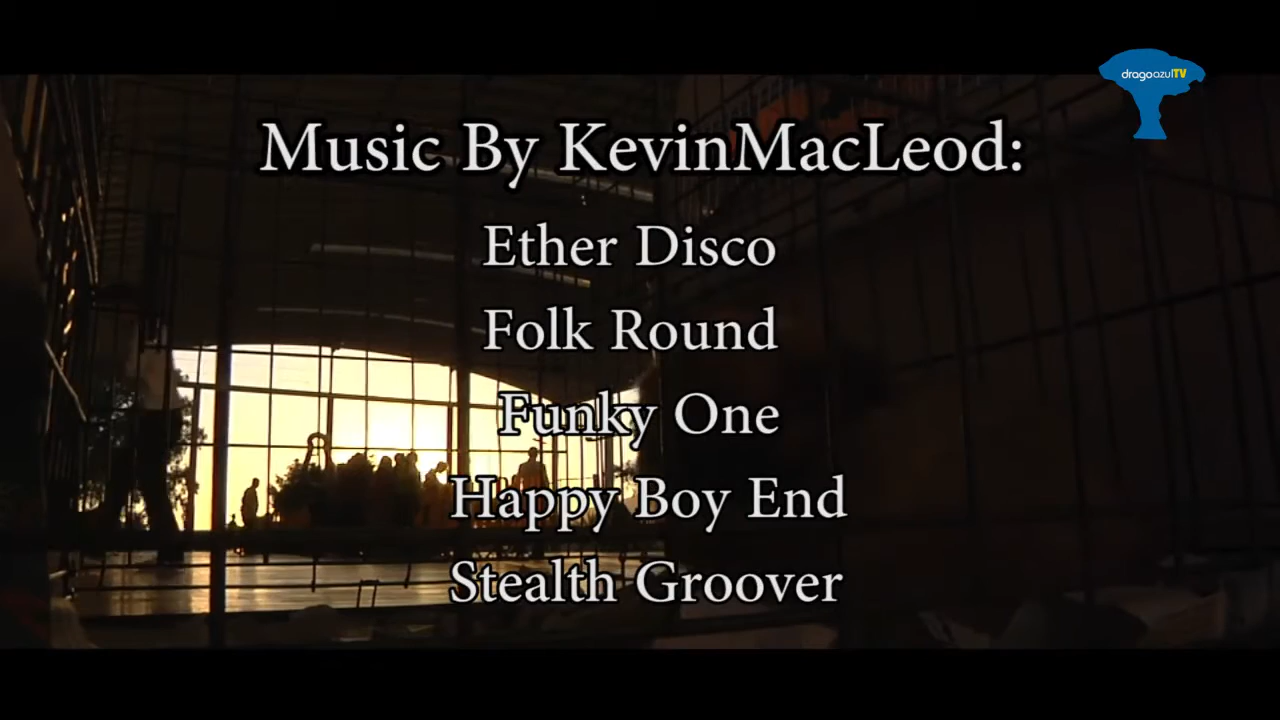 dragoazulTV
Music By KevinMacLeod:
Ether Disco
Folk Round
Funky One
Happy Boy End
Stealth Groover